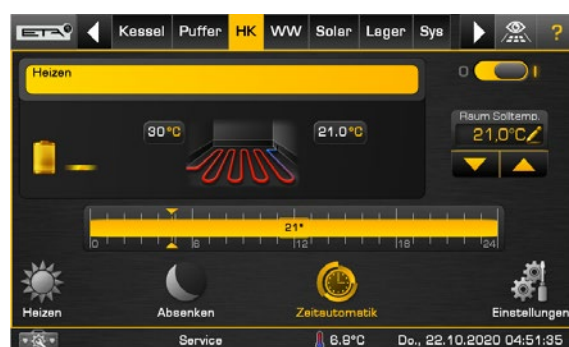 ETA Kessel Puffer HK WW Solar Lager Sys ?
Heizen
O I
30°C 21.0°C
Raum Solltemp.
21,0°C
21°
0 6 12 18 24
Heizen Absenken Zeitautomatik Einstellungen
Service 6.9°C Do., 22.10.2020 04:51:35